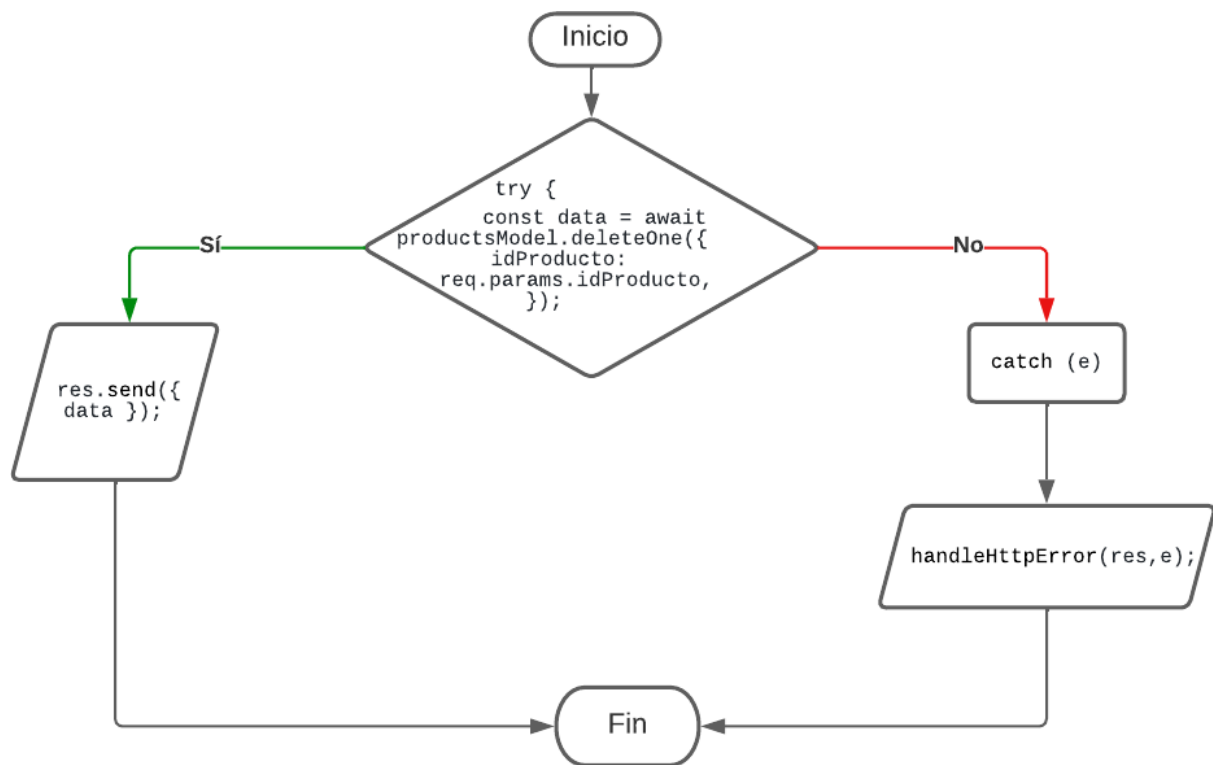 Inicio
try {
const data = await
productsModel.deleteOne({
idProducto:
req.params.idProducto,
});
Sí
No
res.send({
data });
catch (e)
handleHttpError(res,e);
Fin